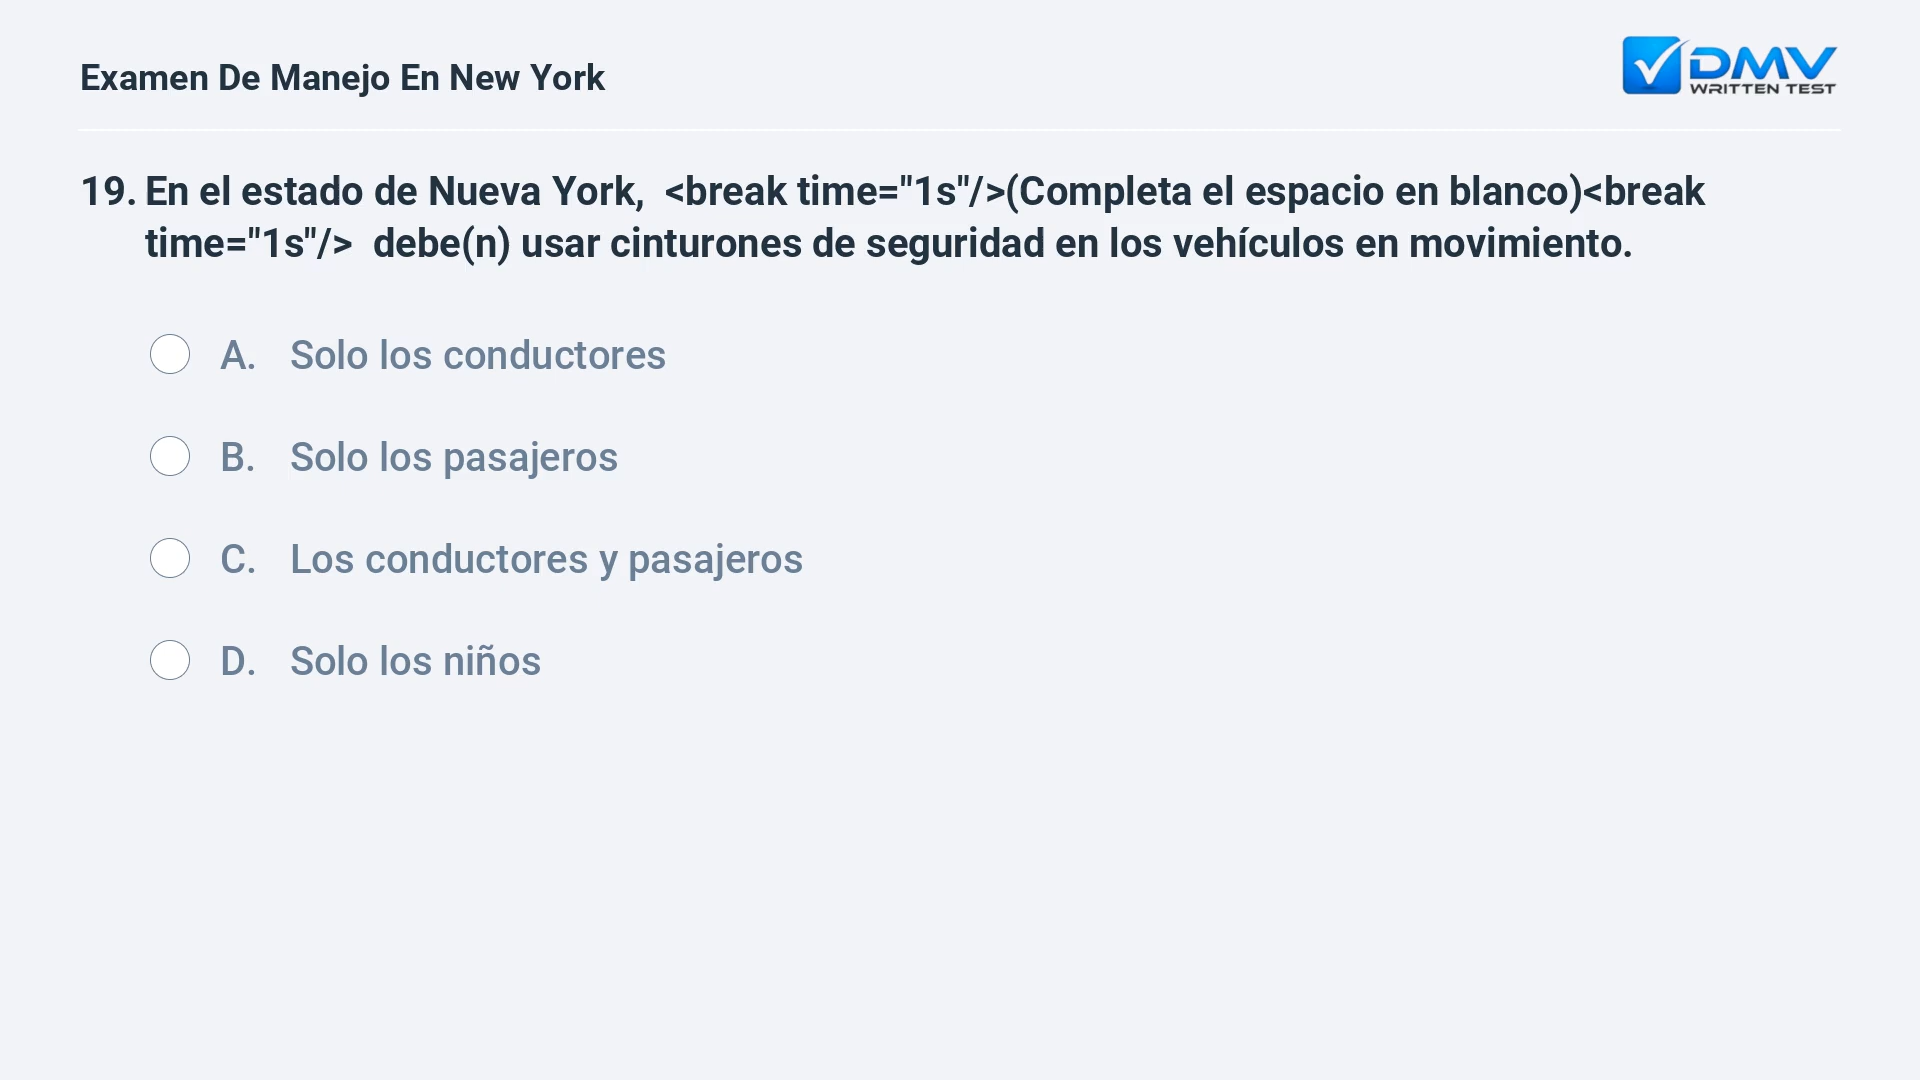 Examen De Manejo En New York
DMV
WRITTEN TEST
19. En el estado de Nueva York,  <break time="1s"/>(Completa el espacio en blanco)<break
time="1s"/>  debe(n) usar cinturones de seguridad en los vehículos en movimiento.
A. Solo los conductores
B. Solo los pasajeros
C. Los conductores y pasajeros
D. Solo los niños